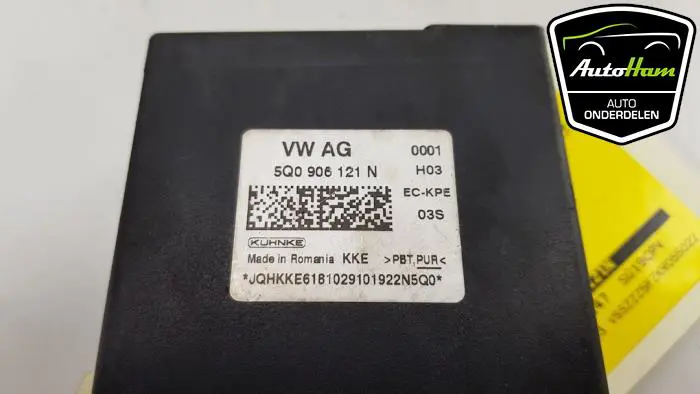 AutoHam
AUTO
ONDERDELEN
VW AG 0001
5Q0 906 121 N H03
EC-KPE
03S
KUHNKE
Made in Romania KKE >PBT,PUR<
*JQHKKE6181029101922N5Q0*